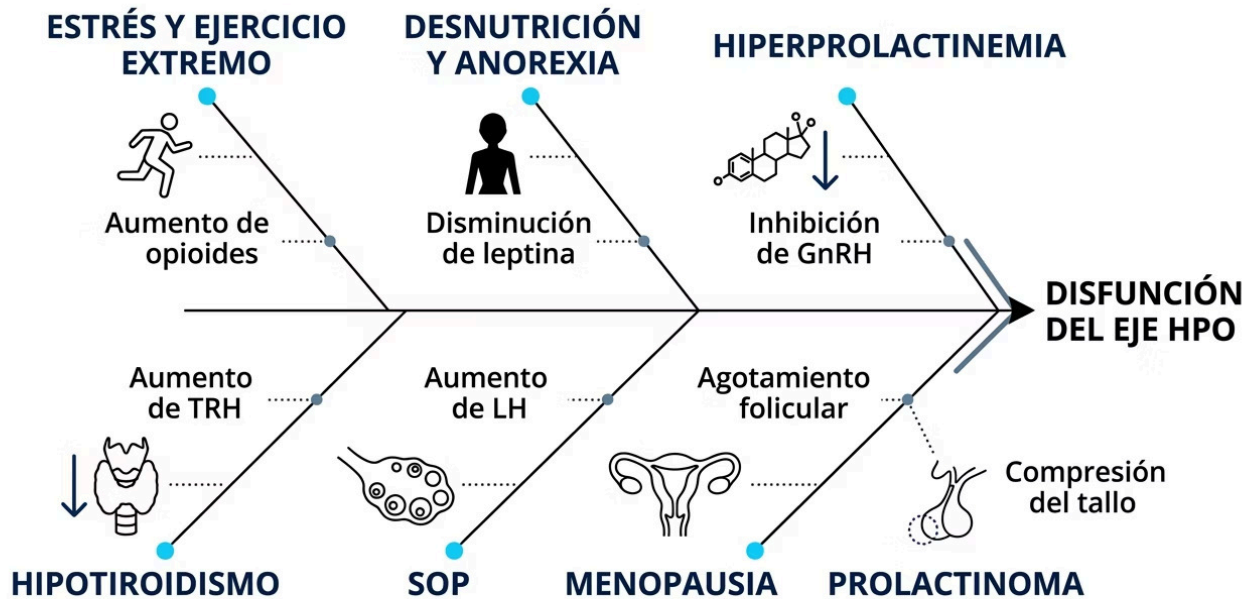 ESTRÉS Y EJERCICIO
EXTREMO
DESNUTRICIÓN
Y ANOREXIA
HIPERPROLACTINEMIA
Aumento de
opioides
Disminución
de leptina
Inhibición
de GnRH
DISFUNCIÓN
DEL EJE HPO
Aumento
de TRH
Aumento
de LH
Agotamiento
folicular
Compresión
del tallo
HIPOTIROIDISMO
SOP
MENOPAUSIA
PROLACTINOMA